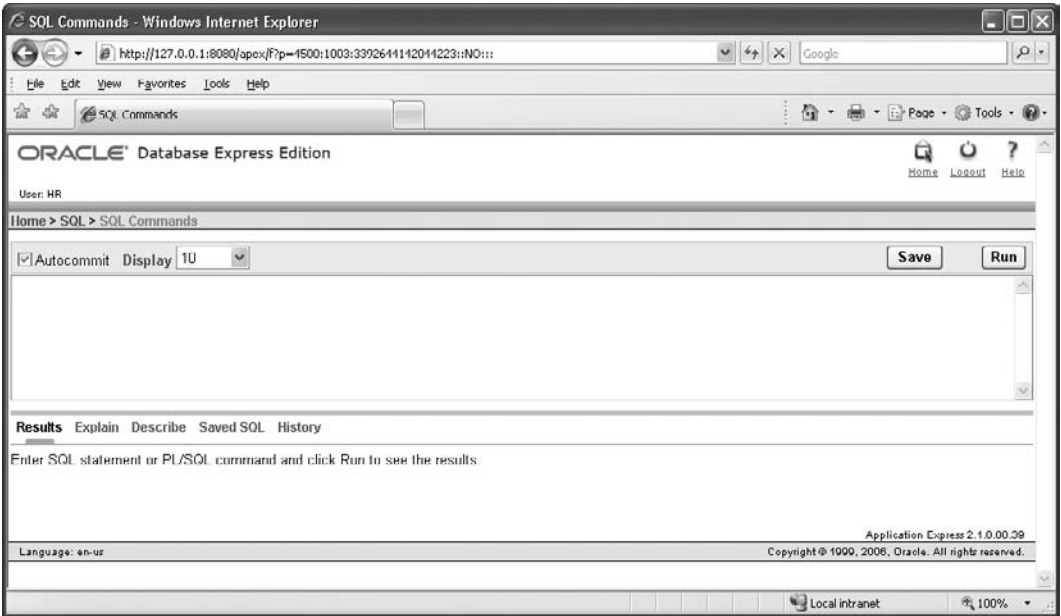 SQL Commands - Windows Internet Explorer
http://127.0.0.1:8080/apex/f?p=4500:1003:3392644142044223::NO:::
Google
File Edit View Favorites Tools Help
SQL Commands
Page Tools
ORACLE® Database Express Edition
Home Logout Help
User: HR
Home > SQL > SQL Commands
Autocommit Display 10 Save Run
Results Explain Describe Saved SQL History
Enter SQL statement or PL/SQL command and click Run to see the results.
Application Express 2.1.0.00.39
Language: en-us Copyright © 1999, 2006, Oracle. All rights reserved.
Local intranet 100%